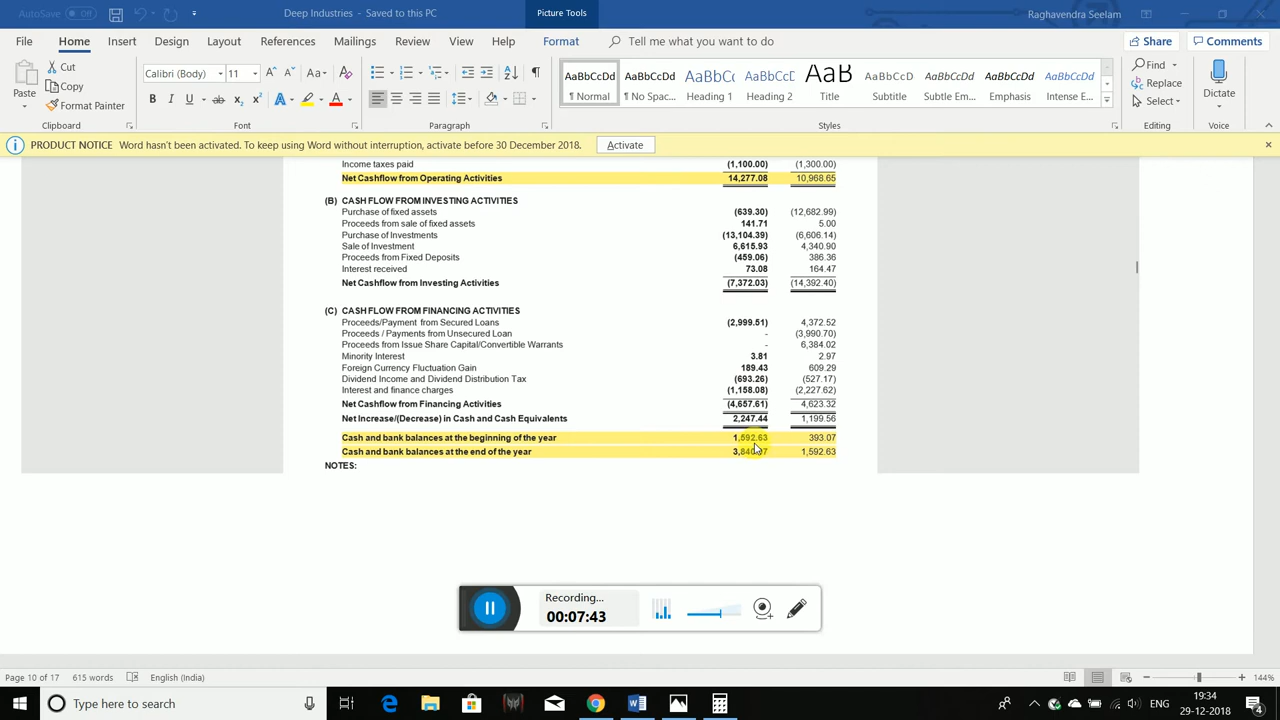 AutoSave Off Deep Industries - Saved to this PC Picture Tools Raghavendra Seelam
File Home Insert Design Layout References Mailings Review View Help Format Tell me what you want to do Share Comments
Paste Cut Copy Format Painter
Calibri (Body) 11
AaBbCcDd AaBbCcDd AaBbC( AaBbCcC AaB AaBbCcD AaBbCcDd AaBbCcDd AaBbCcDd
¶ Normal ¶ No Spac... Heading 1 Heading 2 Title Subtitle Subtle Em... Emphasis Intense E...
Find Replace Select Dictate
Clipboard Font Paragraph Styles Editing Voice
PRODUCT NOTICE Word hasn't been activated. To keep using Word without interruption, activate before 30 December 2018. Activate
Income taxes paid (1,100.00) (1,300.00)
Net Cashflow from Operating Activities 14,277.08 10,968.65
(B) CASH FLOW FROM INVESTING ACTIVITIES
Purchase of fixed assets (639.30) (12,682.99)
Proceeds from sale of fixed assets 141.71 5.00
Purchase of Investments (13,104.39) (6,606.14)
Sale of Investment 6,615.93 4,340.90
Proceeds from Fixed Deposits (459.06) 386.36
Interest received 73.08 164.47
Net Cashflow from Investing Activities (7,372.03) (14,392.40)
(C) CASH FLOW FROM FINANCING ACTIVITIES
Proceeds/Payment from Secured Loans (2,999.51) 4,372.52
Proceeds / Payments from Unsecured Loan - (3,990.70)
Proceeds from Issue Share Capital/Convertible Warrants - 6,384.02
Minority Interest 3.81 2.97
Foreign Currency Fluctuation Gain 189.43 609.29
Dividend Income and Dividend Distribution Tax (693.26) (527.17)
Interest and finance charges (1,158.08) (2,227.62)
Net Cashflow from Financing Activities (4,657.61) 4,623.32
Net Increase/(Decrease) in Cash and Cash Equivalents 2,247.44 1,199.56
Cash and bank balances at the beginning of the year 1,592.63 393.07
Cash and bank balances at the end of the year 1,592.63
NOTES:
Recording...
00:07:43
Page 10 of 17 615 words English (India) 144%
Type here to search ENG 19:34
29-12-2018